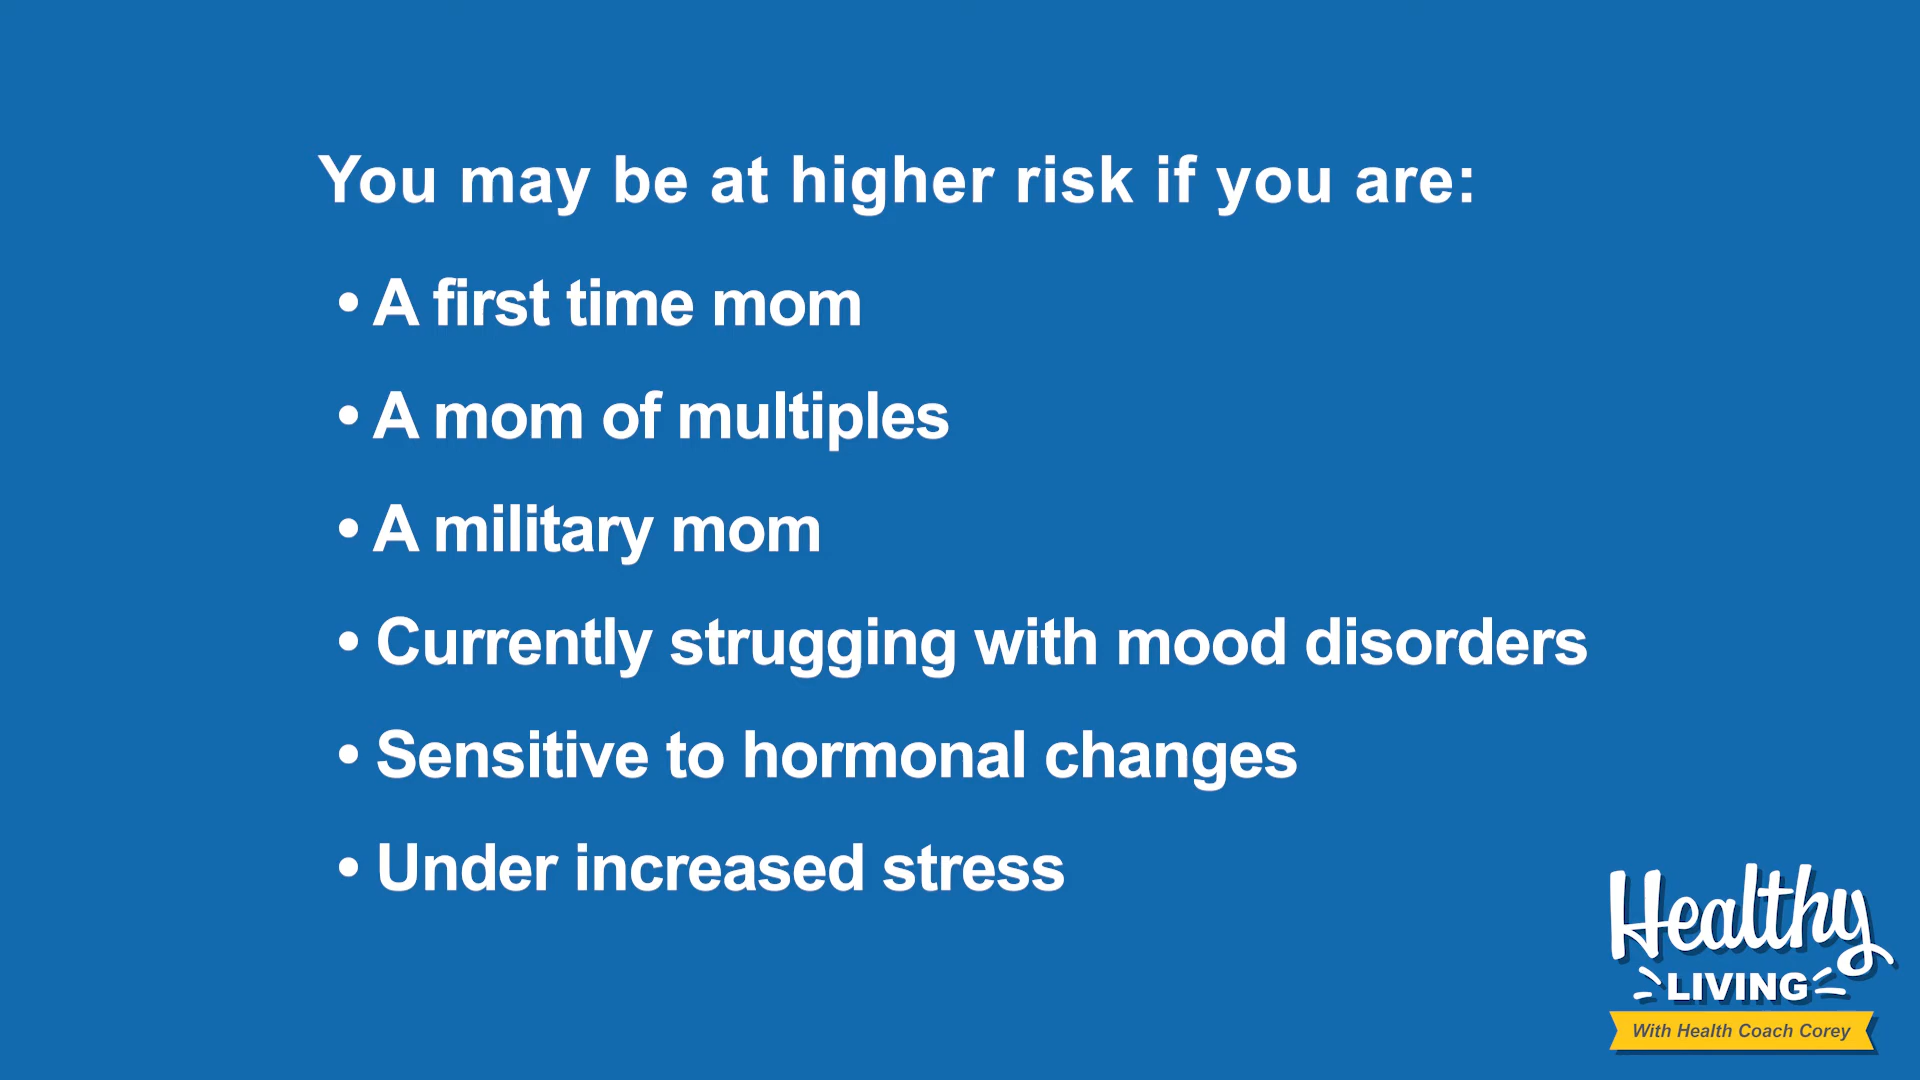 You may be at higher risk if you are:
• A first time mom
• A mom of multiples
• A military mom
• Currently strugging with mood disorders
• Sensitive to hormonal changes
• Under increased stress
Healthy
LIVING
With Health Coach Corey